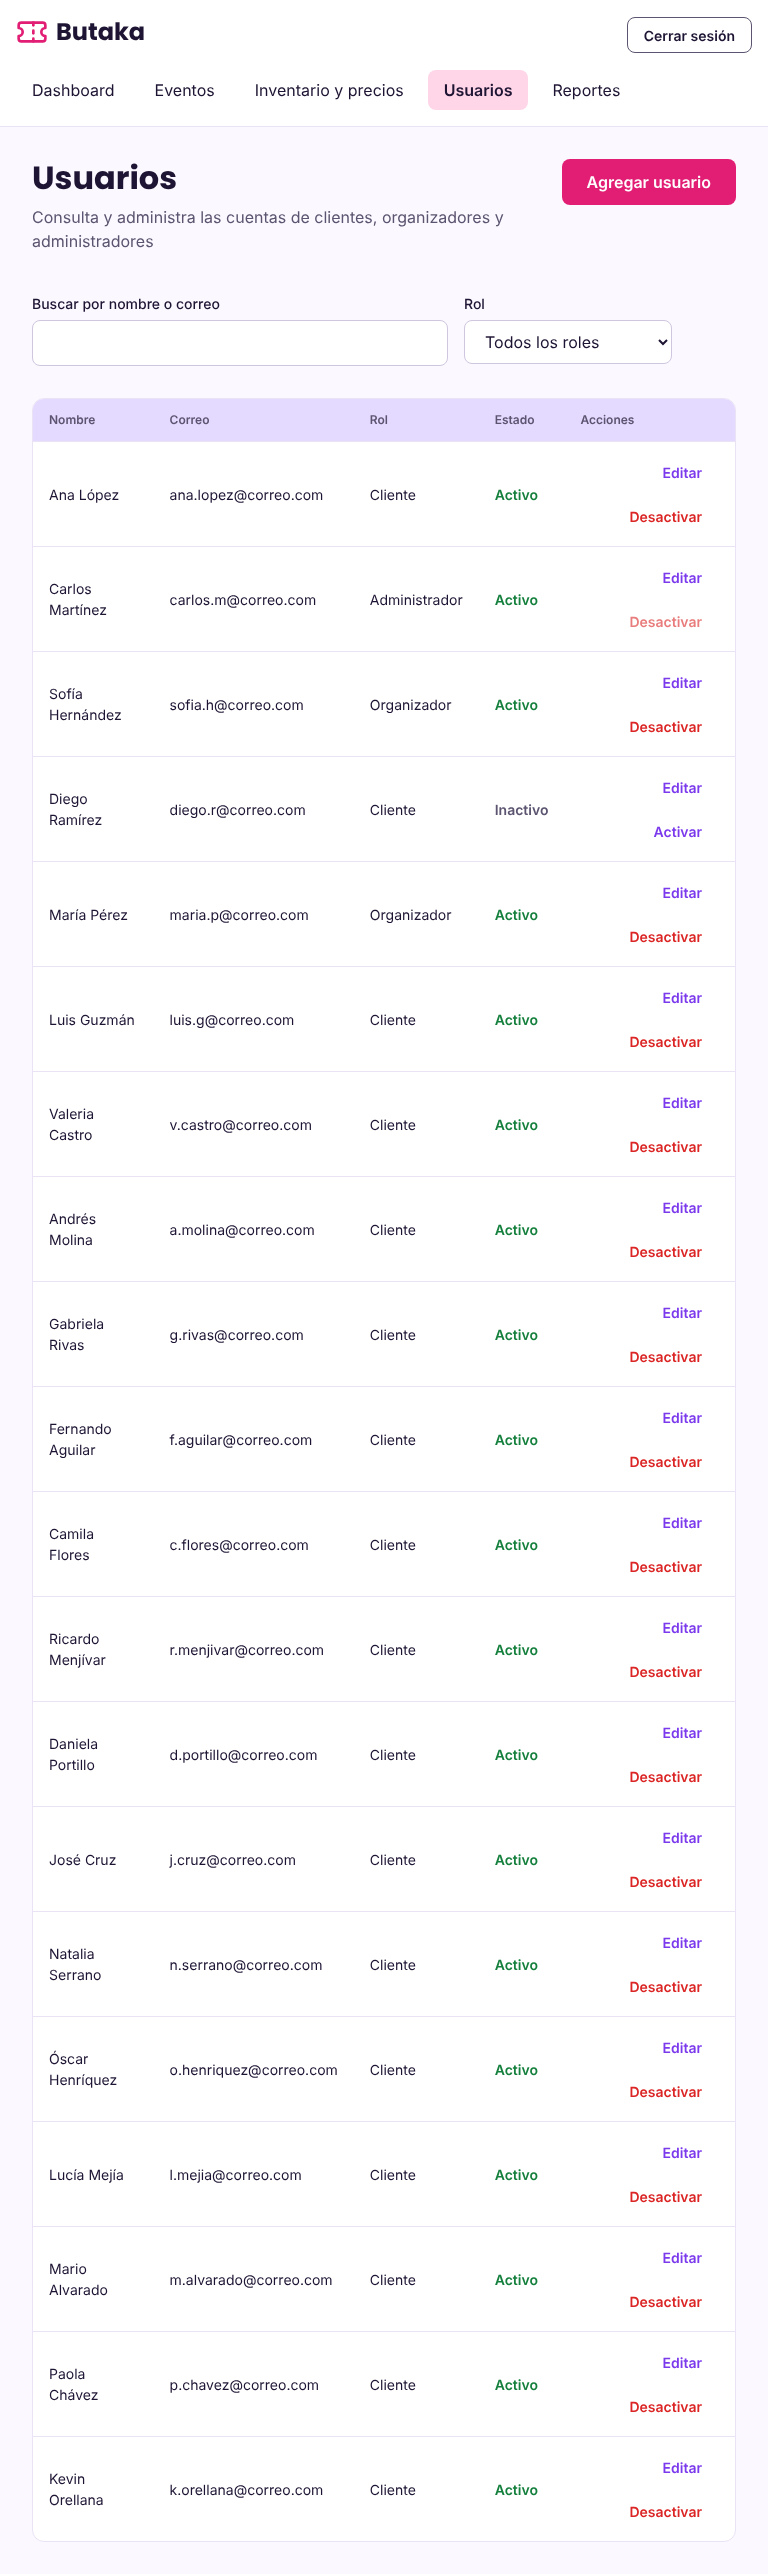 Butaka
Cerrar sesión
Dashboard Eventos Inventario y precios Usuarios Reportes
Usuarios
Agregar usuario
Consulta y administra las cuentas de clientes, organizadores y
administradores
Buscar por nombre o correo
Rol
Todos los roles
Nombre Correo Rol Estado Acciones
Ana López ana.lopez@correo.com Cliente Activo Editar
Desactivar
Carlos
Martínez carlos.m@correo.com Administrador Activo Editar
Desactivar
Sofía
Hernández sofia.h@correo.com Organizador Activo Editar
Desactivar
Diego
Ramírez diego.r@correo.com Cliente Inactivo Editar
Activar
María Pérez maria.p@correo.com Organizador Activo Editar
Desactivar
Luis Guzmán luis.g@correo.com Cliente Activo Editar
Desactivar
Valeria
Castro v.castro@correo.com Cliente Activo Editar
Desactivar
Andrés
Molina a.molina@correo.com Cliente Activo Editar
Desactivar
Gabriela
Rivas g.rivas@correo.com Cliente Activo Editar
Desactivar
Fernando
Aguilar f.aguilar@correo.com Cliente Activo Editar
Desactivar
Camila
Flores c.flores@correo.com Cliente Activo Editar
Desactivar
Ricardo
Menjívar r.menjivar@correo.com Cliente Activo Editar
Desactivar
Daniela
Portillo d.portillo@correo.com Cliente Activo Editar
Desactivar
José Cruz j.cruz@correo.com Cliente Activo Editar
Desactivar
Natalia
Serrano n.serrano@correo.com Cliente Activo Editar
Desactivar
Óscar
Henríquez o.henriquez@correo.com Cliente Activo Editar
Desactivar
Lucía Mejía l.mejia@correo.com Cliente Activo Editar
Desactivar
Mario
Alvarado m.alvarado@correo.com Cliente Activo Editar
Desactivar
Paola
Chávez p.chavez@correo.com Cliente Activo Editar
Desactivar
Kevin
Orellana k.orellana@correo.com Cliente Activo Editar
Desactivar